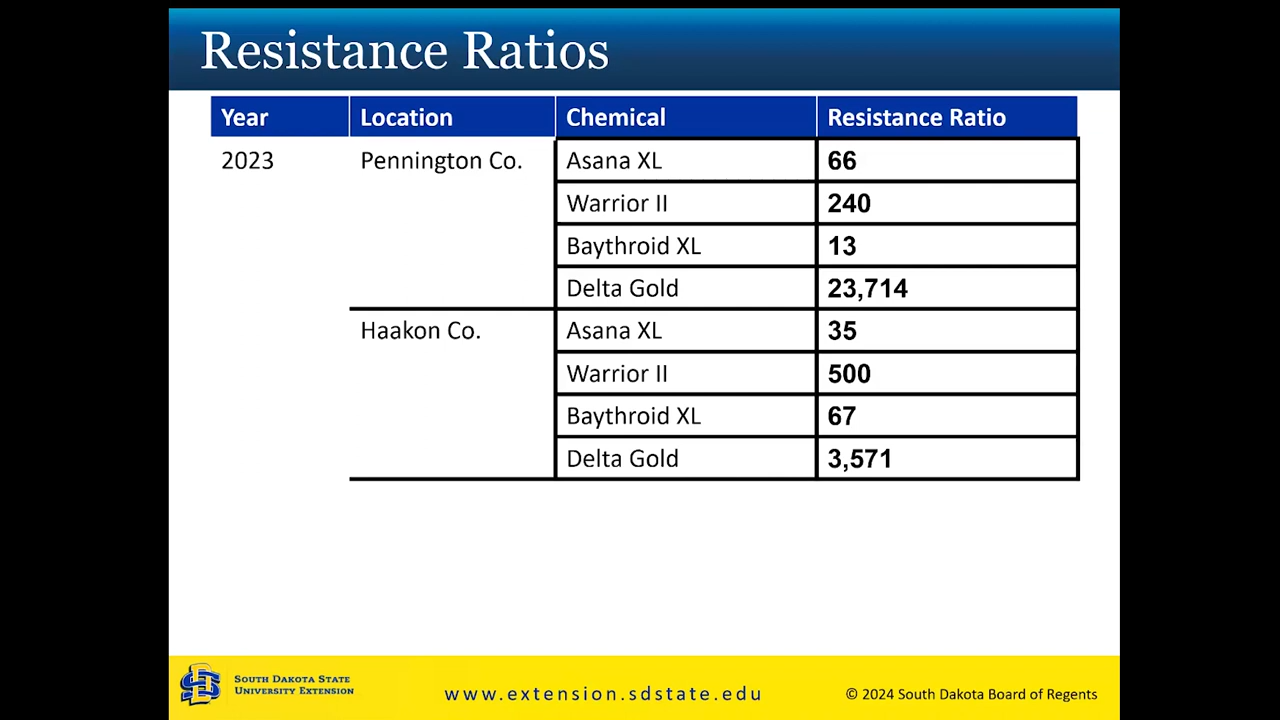 Resistance Ratios
Year Location Chemical Resistance Ratio
2023 Pennington Co. Asana XL 66
Warrior II 240
Baythroid XL 13
Delta Gold 23,714
Haakon Co. Asana XL 35
Warrior II 500
Baythroid XL 67
Delta Gold 3,571
SOUTH DAKOTA STATE
UNIVERSITY EXTENSION
www.extension.sdstate.edu
© 2024 South Dakota Board of Regents